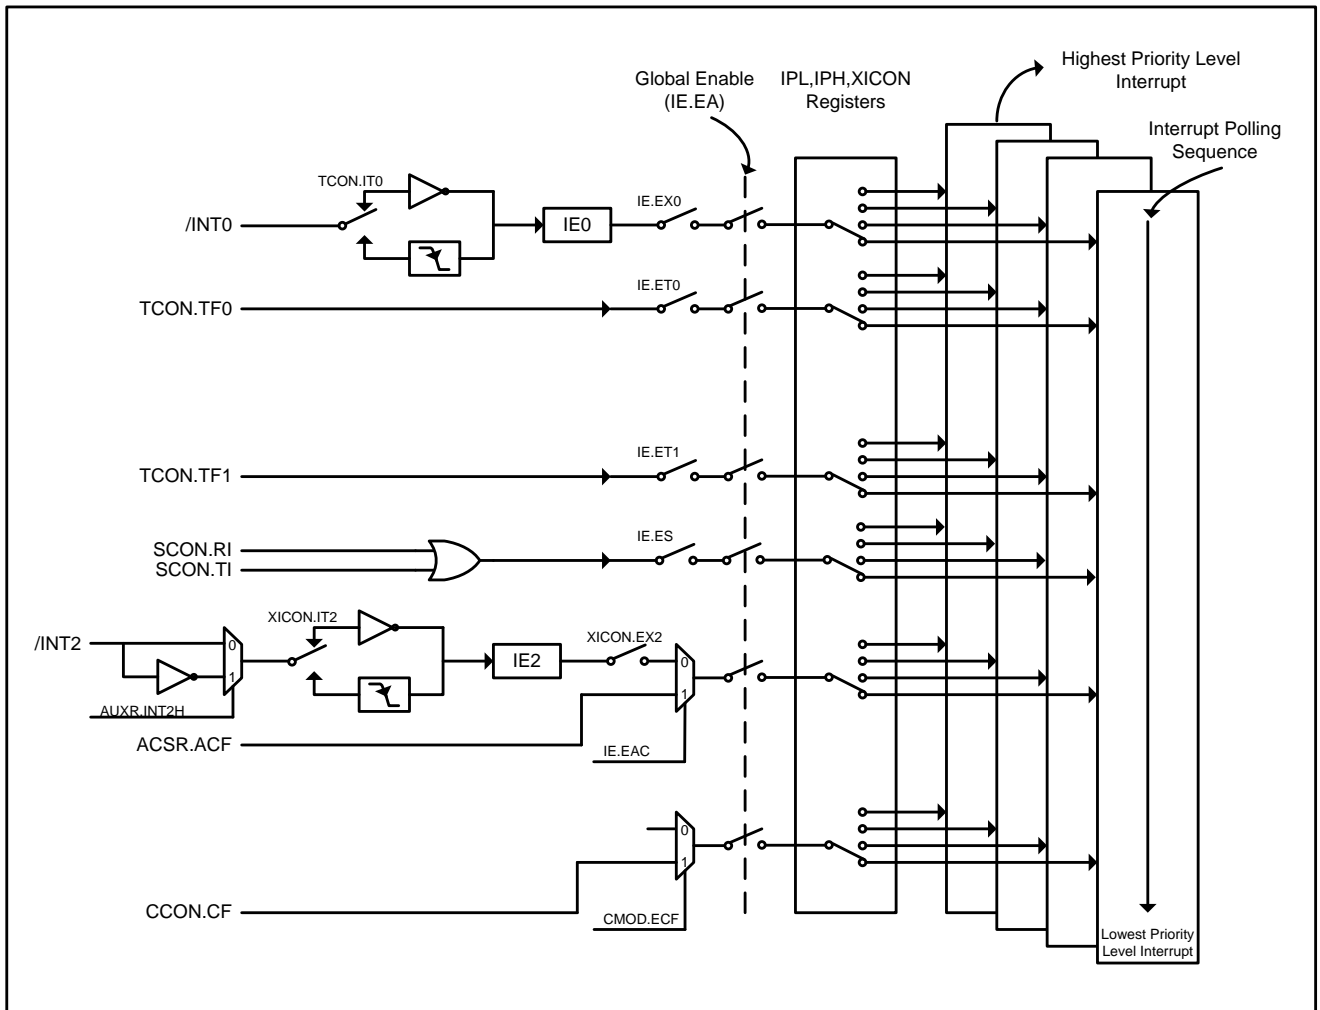 Highest Priority Level
Interrupt
Global Enable
(IE.EA)
IPL,IPH,XICON
Registers
Interrupt Polling
Sequence
TCON.IT0
/INT0
IE0
IE.EX0
TCON.TF0
IE.ET0
TCON.TF1
IE.ET1
SCON.RI
SCON.TI
IE.ES
/INT2
0
1
AUXR.INT2H
XICON.IT2
IE2
XICON.EX2
0
1
ACSR.ACF
IE.EAC
0
1
CCON.CF
CMOD.ECF
Lowest Priority
Level Interrupt